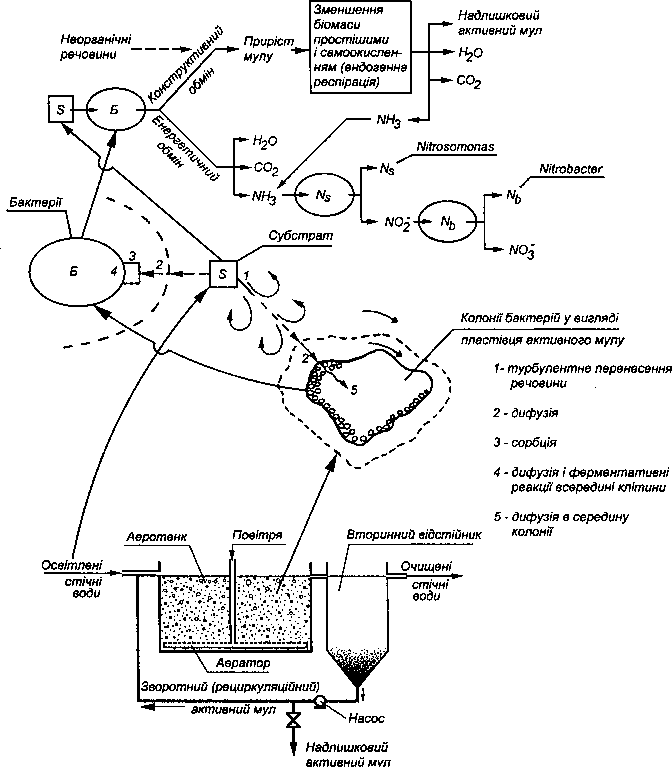 Неорганічні
речовини
Конструктивний
обмін
Приріст
мулу
Зменшення
біомаси
простішими
і самоокислен-
ням (ендогенна
респірація)
Надлишковий
активний мул
H₂O
CO₂
NH₃
S
Б
Енергетичний
обмін
H₂O
CO₂
NH₃
Ns
Ns
Nitrosomonas
NO₂⁻
Nb
Nb
Nitrobacter
NO₃⁻
Бактерії
Б
4
3
2
S
1
Субстрат
2
5
Колонії бактерій у вигляді
пластівця активного мулу
1- турбулентне перенесення
речовини
2 - дифузія
3 - сорбція
4 - дифузія і ферментативні
реакції всередині клітини
5 - дифузія в середину
колонії
Освітлені
стічні
води
Аеротенк
Повітря
Вторинний відстійник
Очищені
стічні
води
Аератор
Зворотний (рециркуляційний)
активний мул
Насос
Надлишковий
активний мул